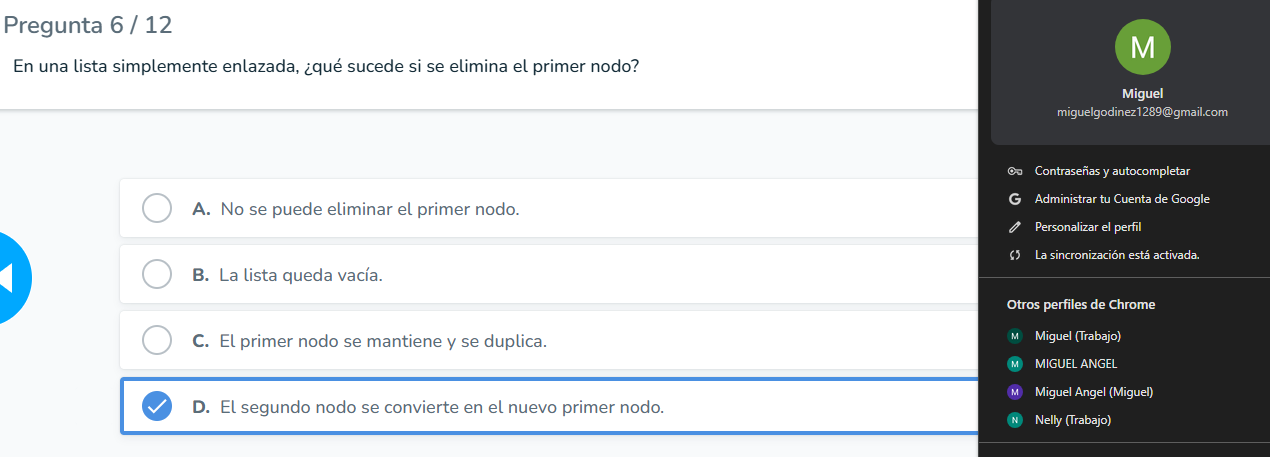 Pregunta 6 / 12
En una lista simplemente enlazada, ¿qué sucede si se elimina el primer nodo?
A. No se puede eliminar el primer nodo.
B. La lista queda vacía.
C. El primer nodo se mantiene y se duplica.
D. El segundo nodo se convierte en el nuevo primer nodo.
M
Miguel
miguelgodinez1289@gmail.com
Contraseñas y autocompletar
G Administrar tu Cuenta de Google
Personalizar el perfil
La sincronización está activada.
Otros perfiles de Chrome
M Miguel (Trabajo)
M MIGUEL ANGEL
M Miguel Angel (Miguel)
N Nelly (Trabajo)